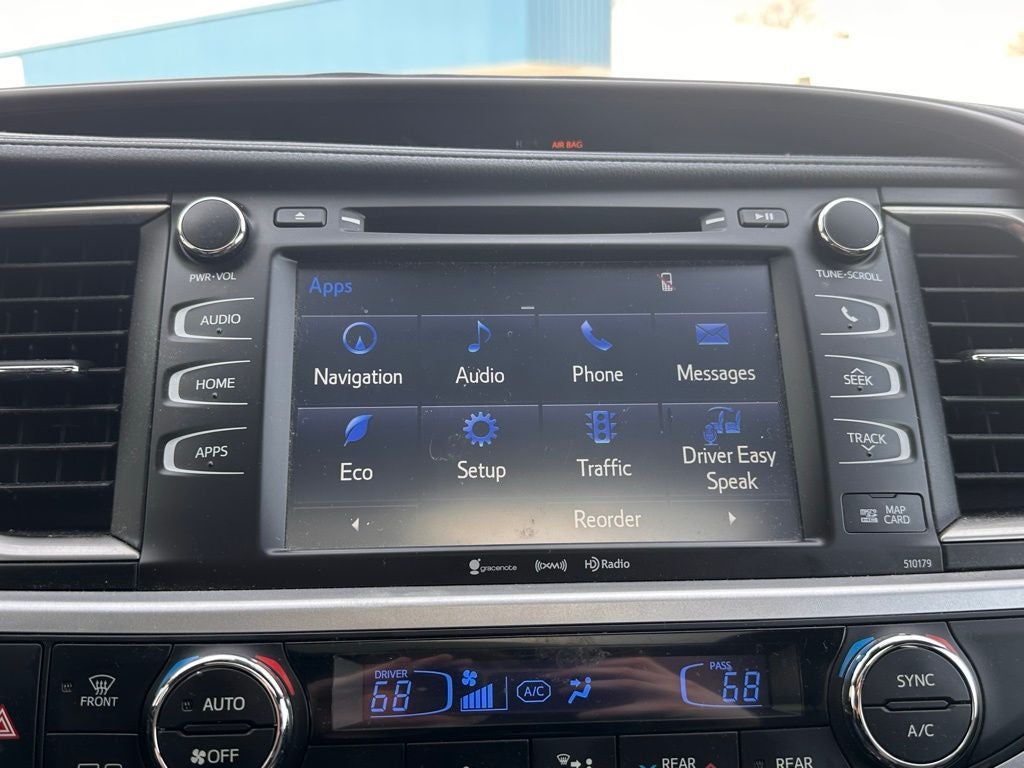 AIR BAG
PWR•VOL
TUNE•SCROLL
AUDIO
HOME
APPS
Apps
Navigation
Audio
Phone
Messages
Eco
Setup
Traffic
Driver Easy
Speak
Reorder
SEEK
TRACK
MAP
CARD
gracenote
((XM))
HD Radio
510179
FRONT
AUTO
OFF
DRIVER
68
A/C
PASS
68
SYNC
A/C
REAR
REAR